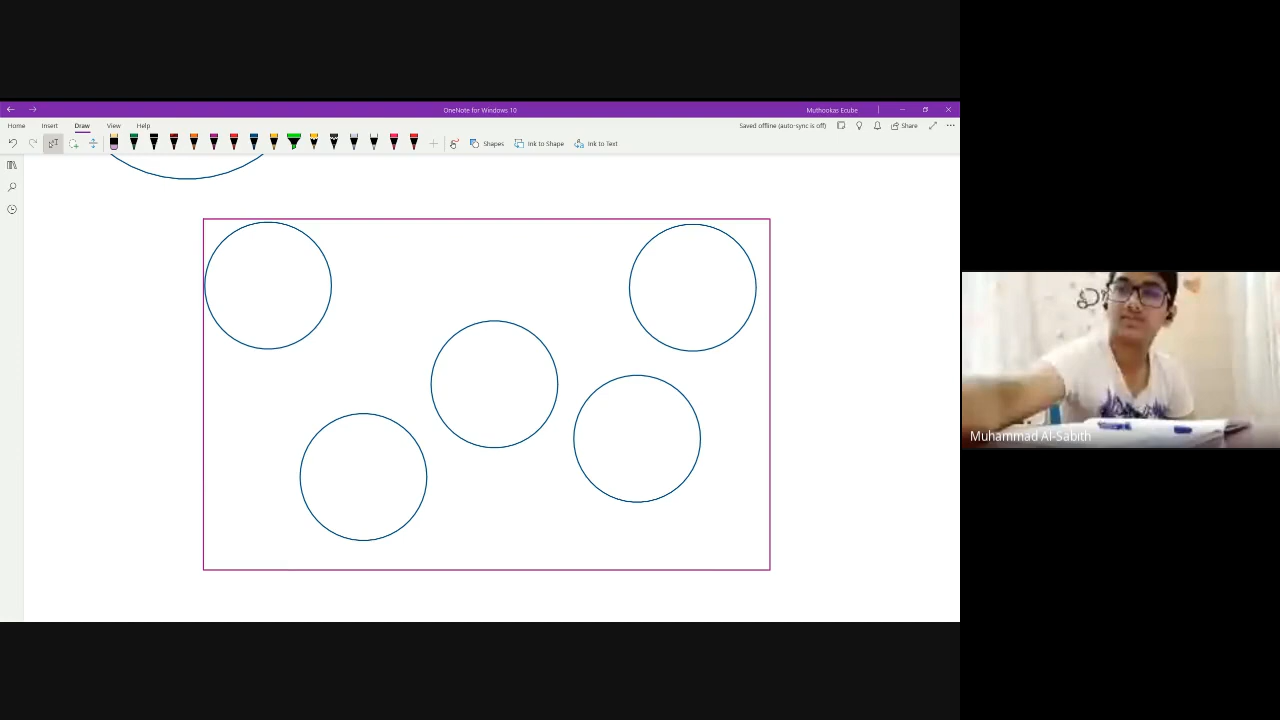 OneNote for Windows 10
Muthookas Ecube
Home Insert Draw View Help
Saved offline (auto-sync is off)
Share
Shapes
Ink to Shape
Ink to Text
Muhammad Al-Sabith